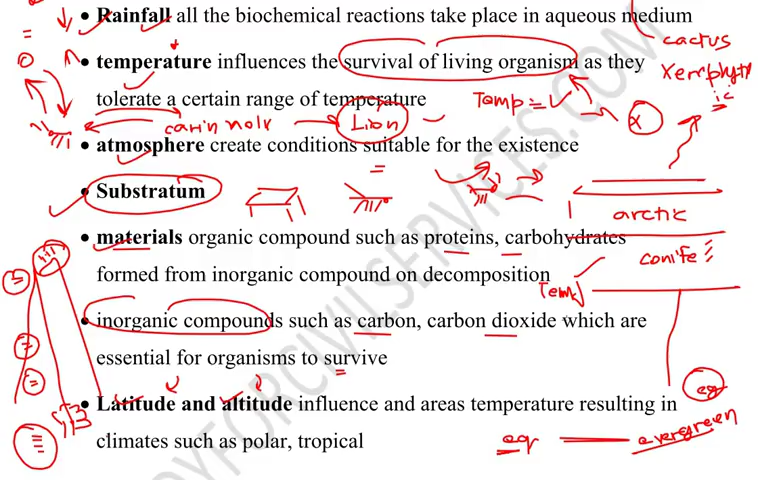 • Rainfall all the biochemical reactions take place in aqueous medium
cactus
• temperature influences the survival of living organism as they
tolerate a certain range of temperature
Temp
carinnolk Lion
• atmosphere create conditions suitable for the existence
• Substratum
arctic
• materials organic compound such as proteins, carbohydrates
conife
formed from inorganic compound on decomposition
Temp
• inorganic compounds such as carbon, carbon dioxide which are
essential for organisms to survive
• Latitude and altitude influence and areas temperature resulting in
climates such as polar, tropical
eq evergreen